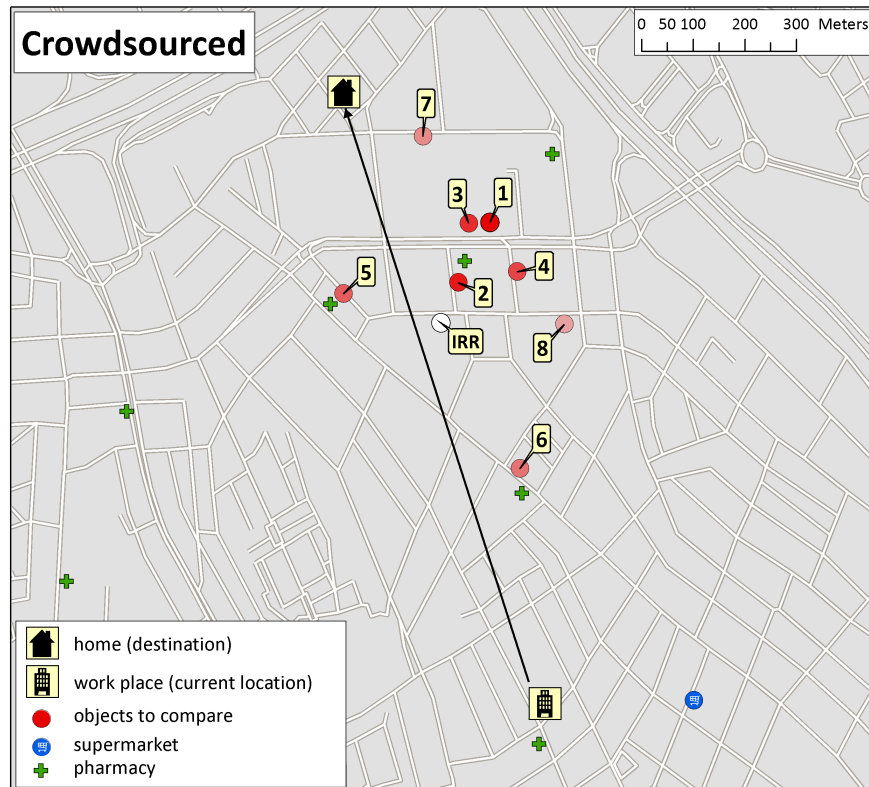 Crowdsourced
0 50 100 200 300 Meters
7
3
1
5
4
2
IRR
8
6
home (destination)
work place (current location)
objects to compare
supermarket
pharmacy